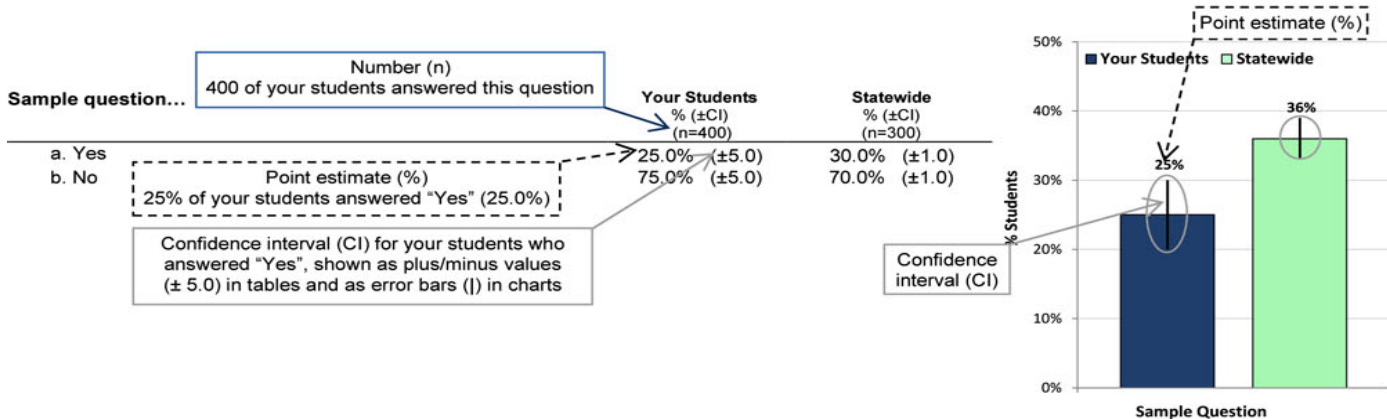 Number (n)
400 of your students answered this question
Sample question…
Your Students
% (±CI)
(n=400)
Statewide
% (±CI)
(n=300)
a. Yes 25.0% (±5.0) 30.0% (±1.0)
b. No 75.0% (±5.0) 70.0% (±1.0)
Point estimate (%)
25% of your students answered “Yes” (25.0%)
Confidence interval (CI) for your students who
answered “Yes”, shown as plus/minus values
(± 5.0) in tables and as error bars (|) in charts
Point estimate (%)
50%
40%
30%
20%
10%
0%
% Students
Your Students
Statewide
25%
36%
Confidence
interval (CI)
Sample Question